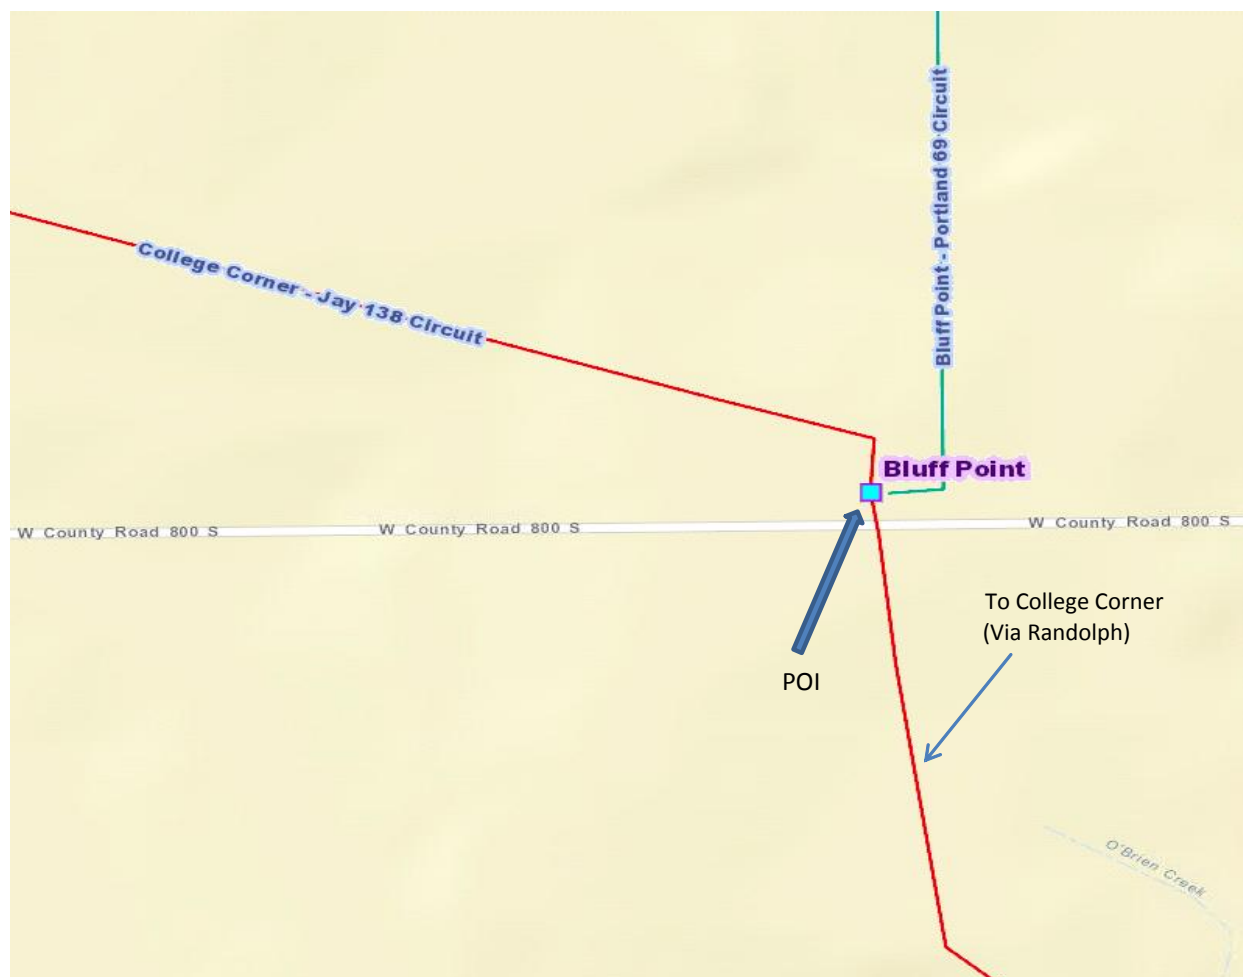 Bluff Point - Portland 69 Circuit
College Corner - Jay 138 Circuit
Bluff Point
W County Road 800 S
W County Road 800 S
W County Road 800 S
To College Corner
(Via Randolph)
POI
O'Brien Creek